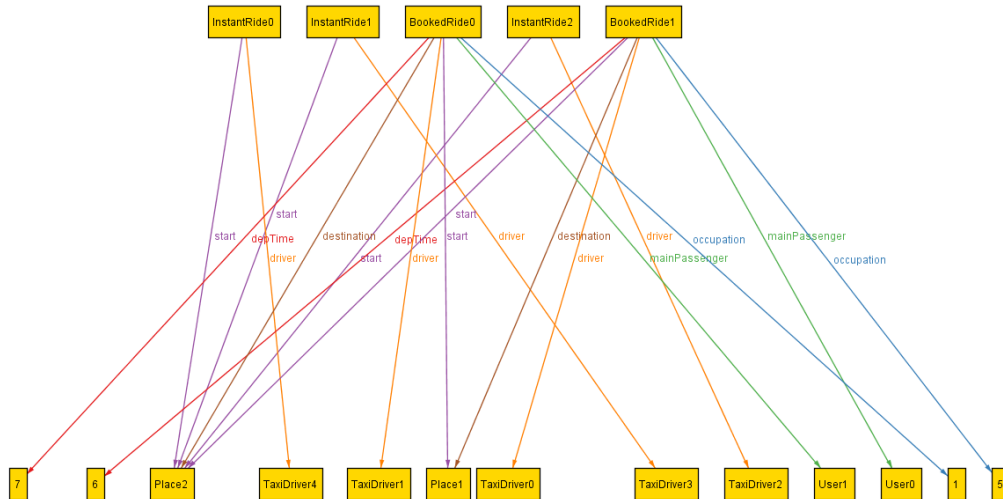 InstantRide0
InstantRide1
BookedRide0
InstantRide2
BookedRide1
start
start
start
driver
destination
destination
driver
occupation
mainPassenger
depTime
depTime
start
driver
start
driver
driver
mainPassenger
occupation
7
6
Place2
TaxiDriver4
TaxiDriver1
Place1
TaxiDriver0
TaxiDriver3
TaxiDriver2
User1
User0
1
5